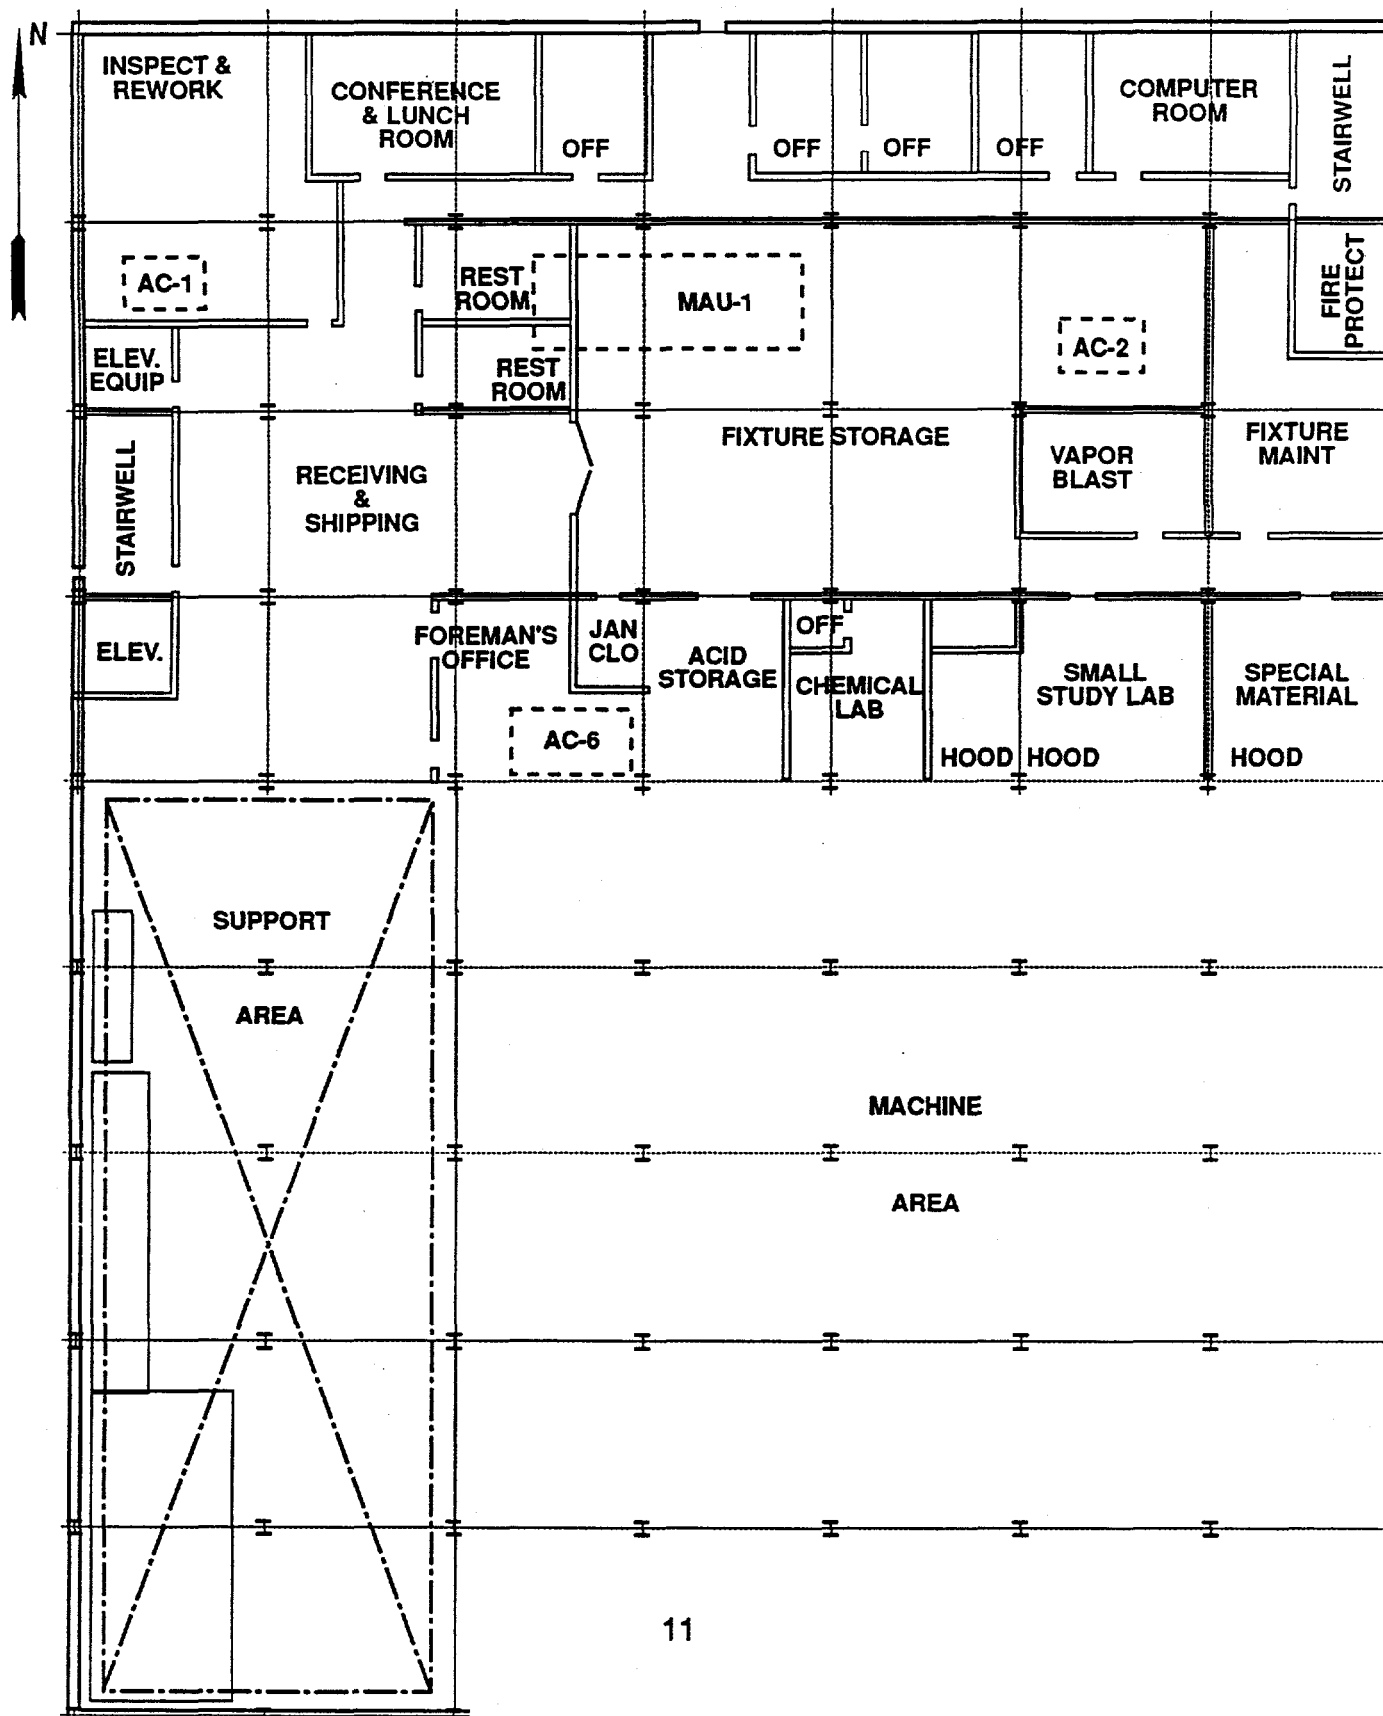 N
INSPECT &
REWORK
CONFERENCE
& LUNCH
ROOM
OFF
OFF
OFF
OFF
COMPUTER
ROOM
STAIRWELL
AC-1
REST
ROOM
MAU-1
AC-2
FIRE
PROTECT
ELEV.
EQUIP
REST
ROOM
STAIRWELL
RECEIVING
&
SHIPPING
FIXTURE STORAGE
VAPOR
BLAST
FIXTURE
MAINT
ELEV.
FOREMAN'S
OFFICE
JAN
CLO
ACID
STORAGE
OFF
CHEMICAL
LAB
SMALL
STUDY LAB
SPECIAL
MATERIAL
AC-6
HOOD
HOOD
HOOD
SUPPORT
AREA
MACHINE
AREA
11